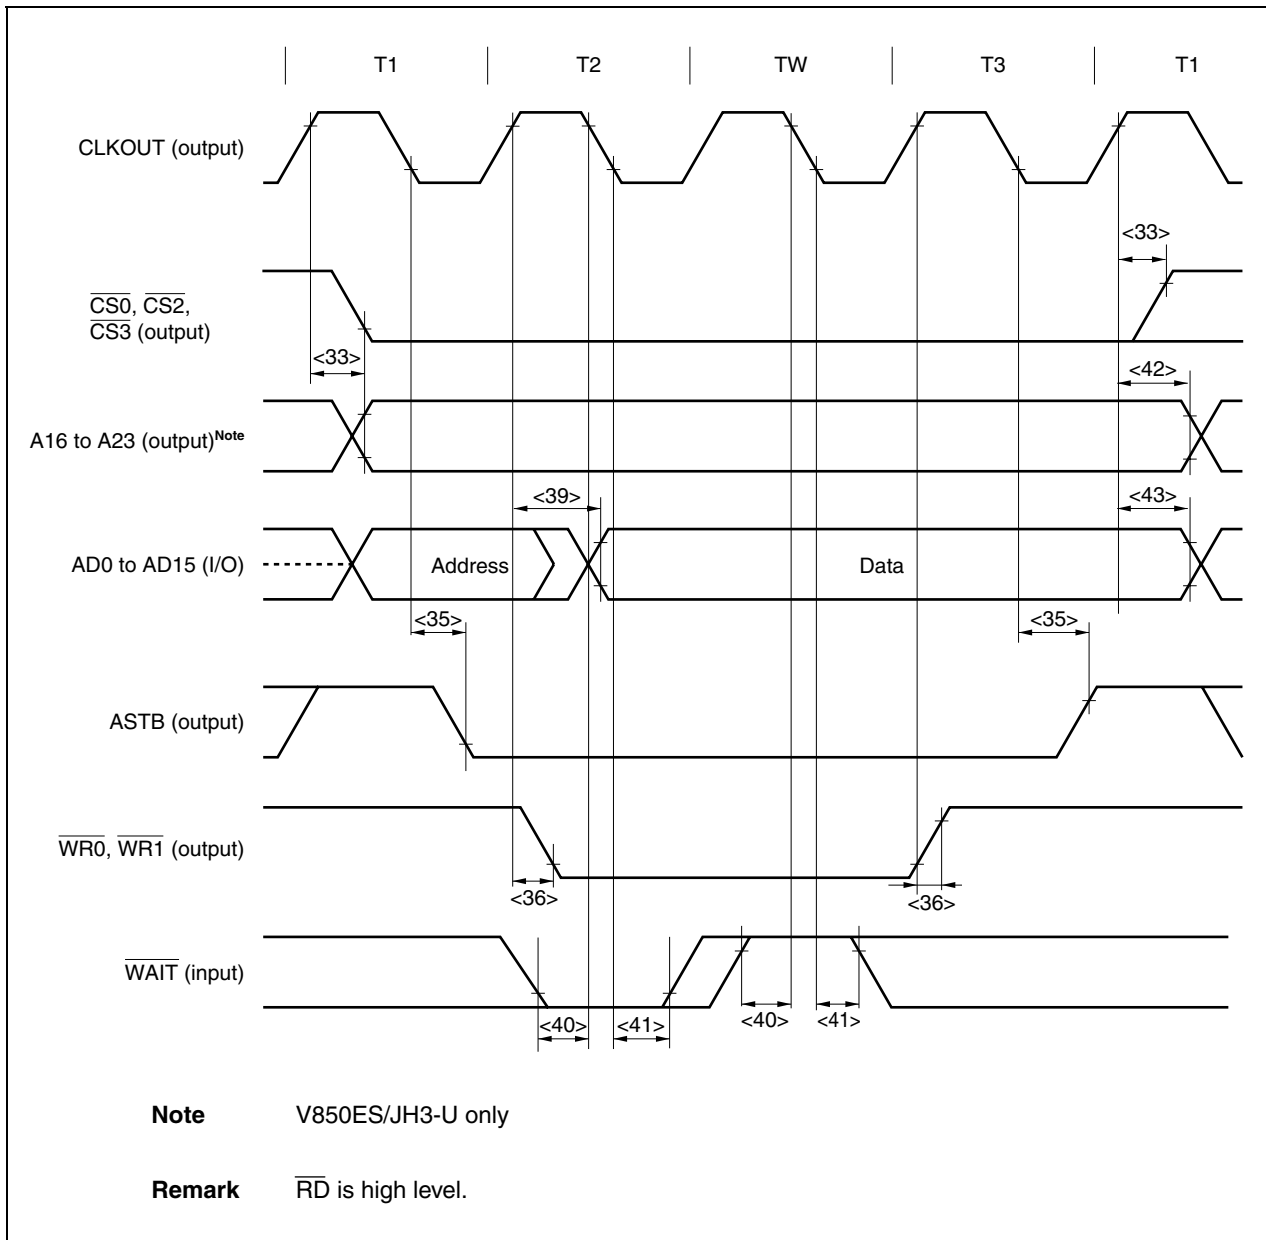 T1 T2 TW T3 T1
CLKOUT (output)
<33>
CS0, CS2,
CS3 (output)
<33>
<42>
A16 to A23 (output)Note
<39> <43>
AD0 to AD15 (I/O) Address Data
<35> <35>
ASTB (output)
WR0, WR1 (output)
<36> <36>
WAIT (input)
<40> <41> <40> <41>
Note V850ES/JH3-U only
Remark RD is high level.